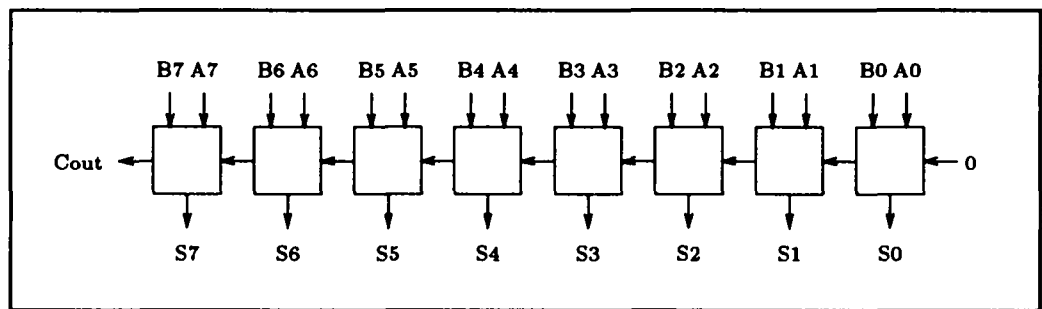 B7 A7 B6 A6 B5 A5 B4 A4 B3 A3 B2 A2 B1 A1 B0 A0
Cout 0
S7 S6 S5 S4 S3 S2 S1 S0